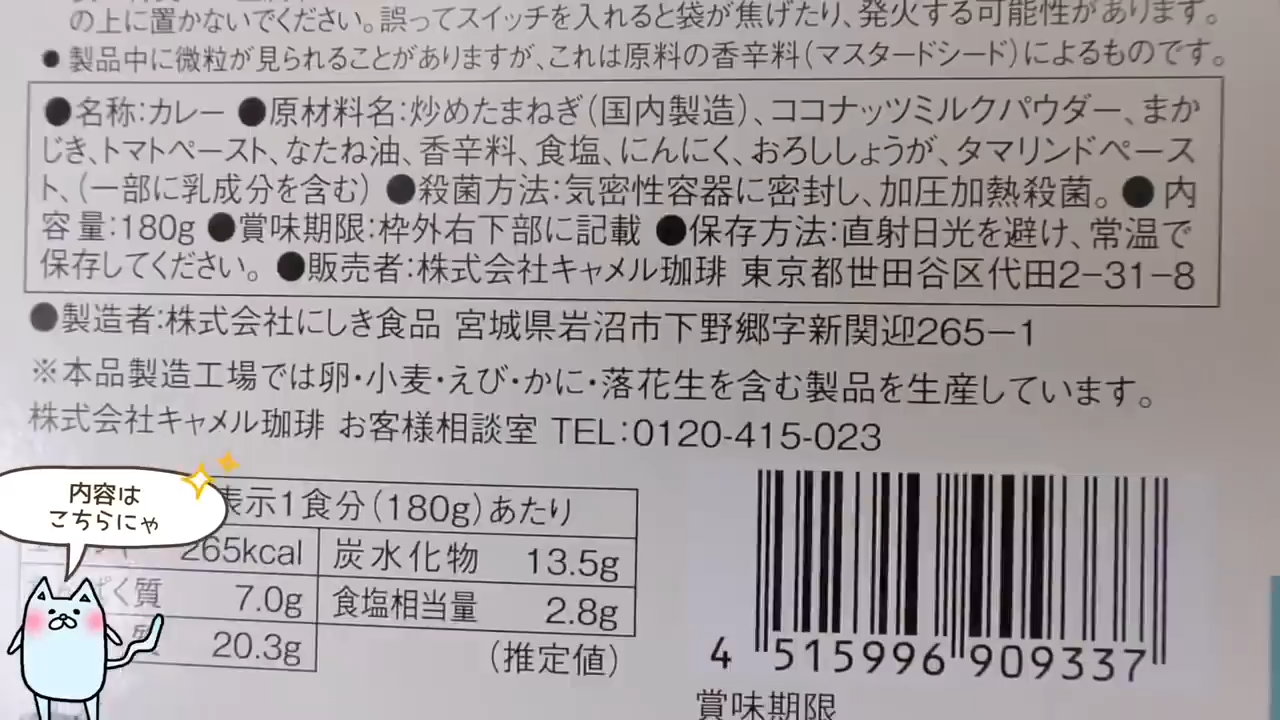 の上に置かないでください。誤ってスイッチを入れると袋が焦げたり、発火する可能性があります。
●製品中に微粒が見られることがありますが、これは原料の香辛料(マスタードシード)によるものです。
●名称:カレー ●原材料名:炒めたまねぎ(国内製造)、ココナッツミルクパウダー、まか
じき、トマトペースト、なたね油、香辛料、食塩、にんにく、おろししょうが、タマリンドペース
ト、(一部に乳成分を含む) ●殺菌方法:気密性容器に密封し、加圧加熱殺菌。 ●内
容量:180g ●賞味期限:枠外右下部に記載 ●保存方法:直射日光を避け、常温で
保存してください。 ●販売者:株式会社キャメル珈琲 東京都世田谷区代田2-31-8
●製造者:株式会社にしき食品 宮城県岩沼市下野郷字新関迎265-1
※本品製造工場では卵・小麦・えび・かに・落花生を含む製品を生産しています。
株式会社キャメル珈琲 お客様相談室 TEL:0120-415-023
内容は
こちらにゃ
表示1食分(180g)あたり
265kcal 炭水化物 13.5g
く質 7.0g 食塩相当量 2.8g
質 20.3g (推定値)
4 515996 909337
賞味期限